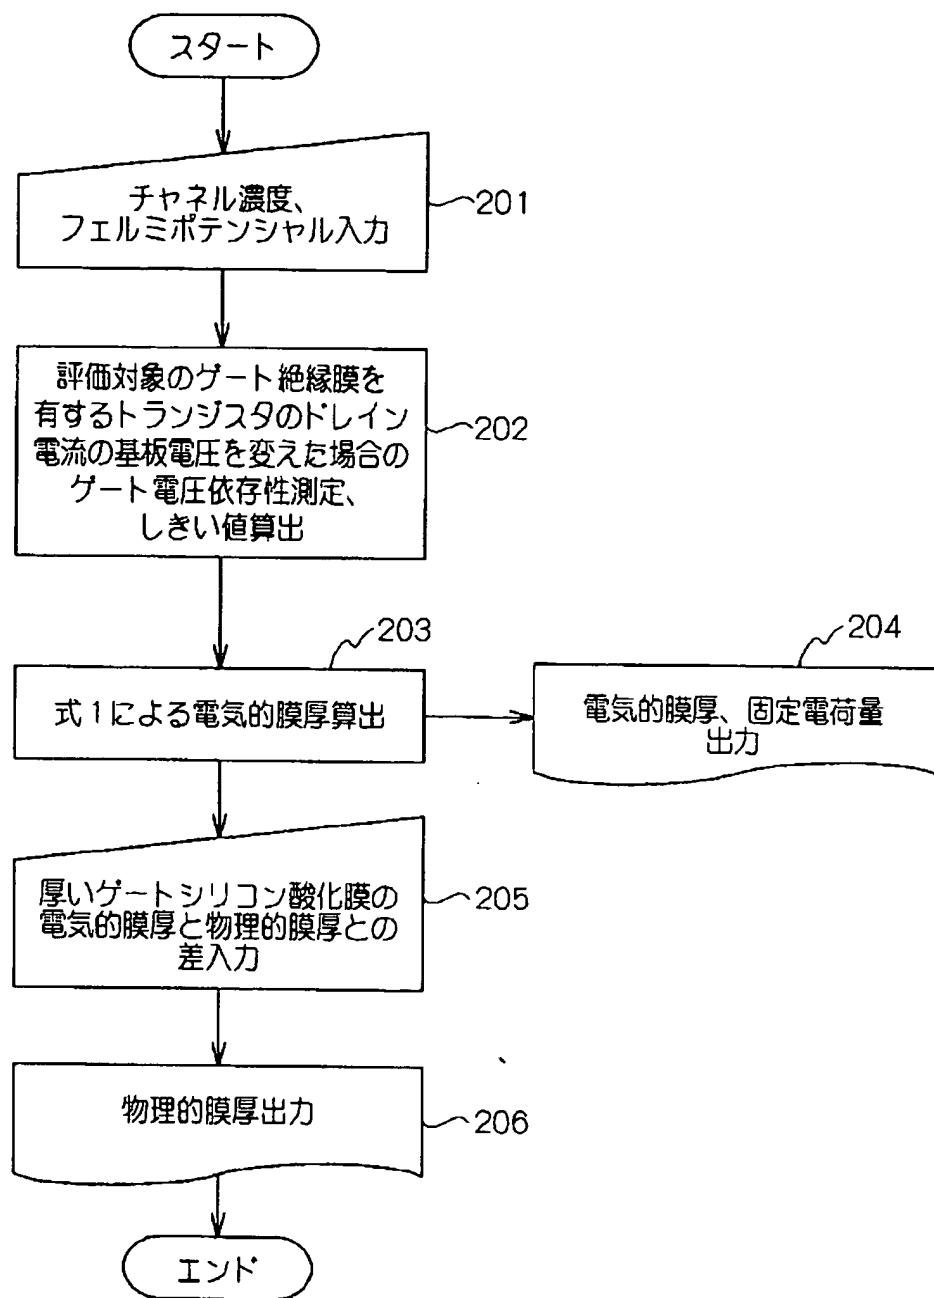 スタート
チャネル濃度、
フェルミポテンシャル入力
201
評価対象のゲート絶縁膜を
有するトランジスタのドレイン
電流の基板電圧を変えた場合の
ゲート電圧依存性測定、
しきい値算出
202
203
式1による電気的膜厚算出
204
電気的膜厚、固定電荷量
出力
厚いゲートシリコン酸化膜の
電気的膜厚と物理的膜厚との
差入力
205
物理的膜厚出力
206
エンド